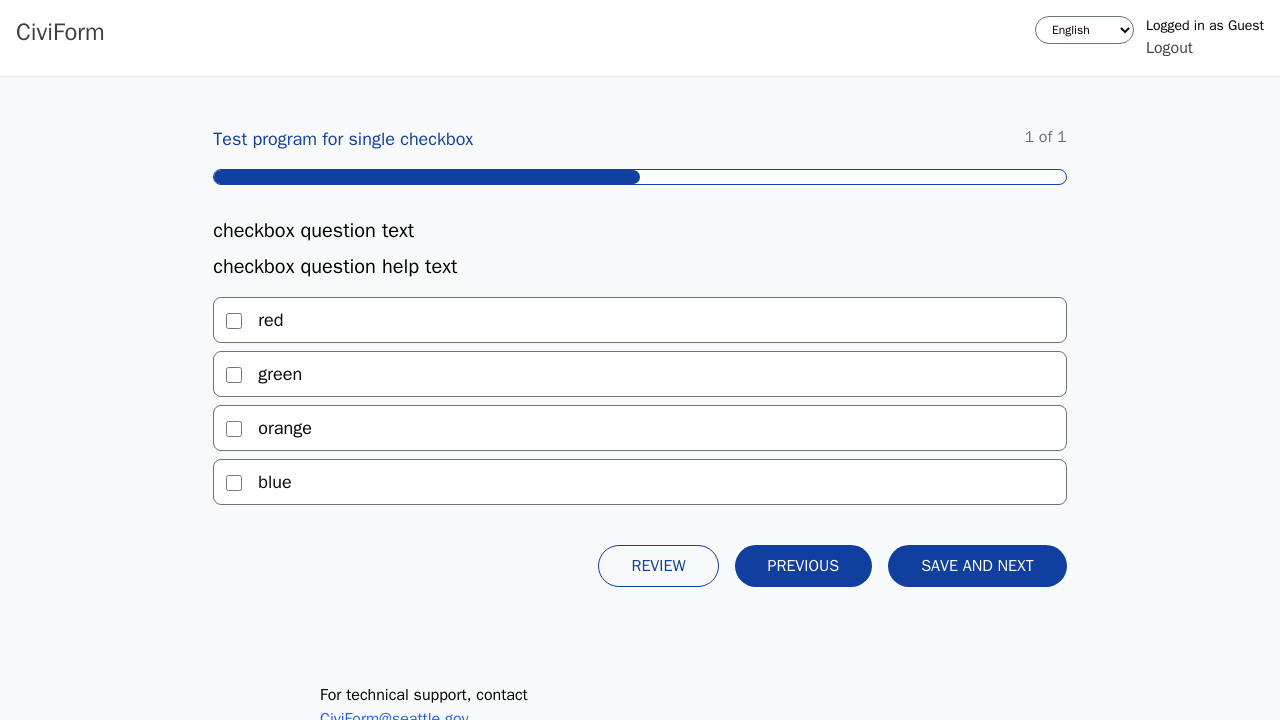 CiviForm
English
Logged in as Guest
Logout
Test program for single checkbox
1 of 1
checkbox question text
checkbox question help text
red
green
orange
blue
REVIEW
PREVIOUS
SAVE AND NEXT
For technical support, contact
CiviForm@seattle.gov